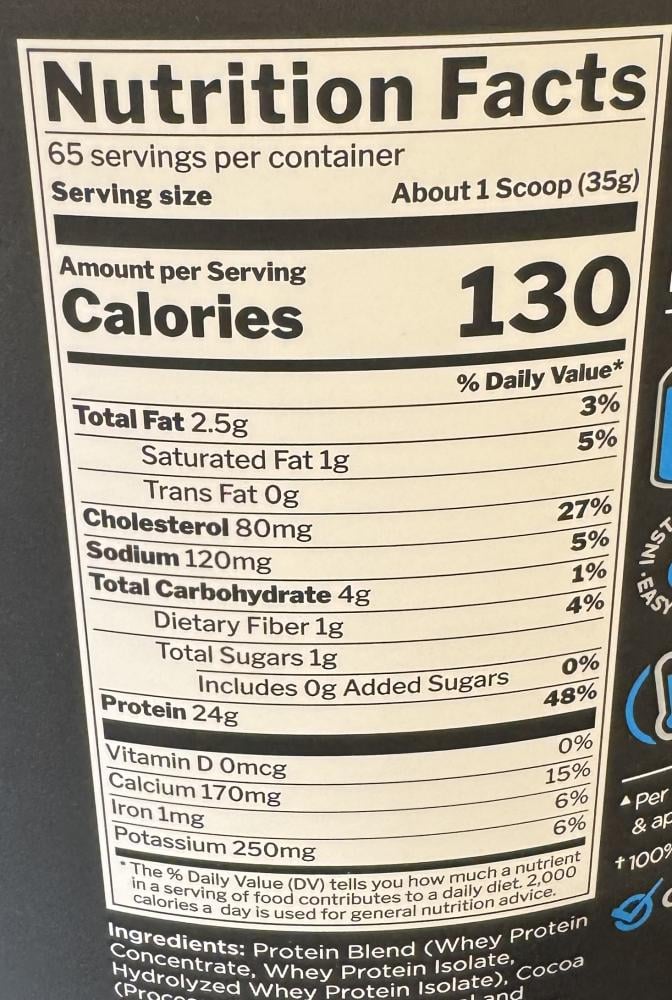 Nutrition Facts
65 servings per container
Serving size About 1 Scoop (35g)
Amount per Serving
Calories 130
% Daily Value*
Total Fat 2.5g 3%
Saturated Fat 1g 5%
Trans Fat 0g
Cholesterol 80mg 27%
Sodium 120mg 5%
Total Carbohydrate 4g 1%
Dietary Fiber 1g 4%
Total Sugars 1g
Includes 0g Added Sugars 0%
Protein 24g 48%
Vitamin D 0mcg 0%
Calcium 170mg 15%
Iron 1mg 6%
Potassium 250mg 6%
*The % Daily Value (DV) tells you how much a nutrient
in a serving of food contributes to a daily diet. 2,000
calories a day is used for general nutrition advice.
Ingredients: Protein Blend (Whey Protein
Concentrate, Whey Protein Isolate,
Hydrolyzed Whey Protein Isolate), Cocoa
▲Per
&
†100%